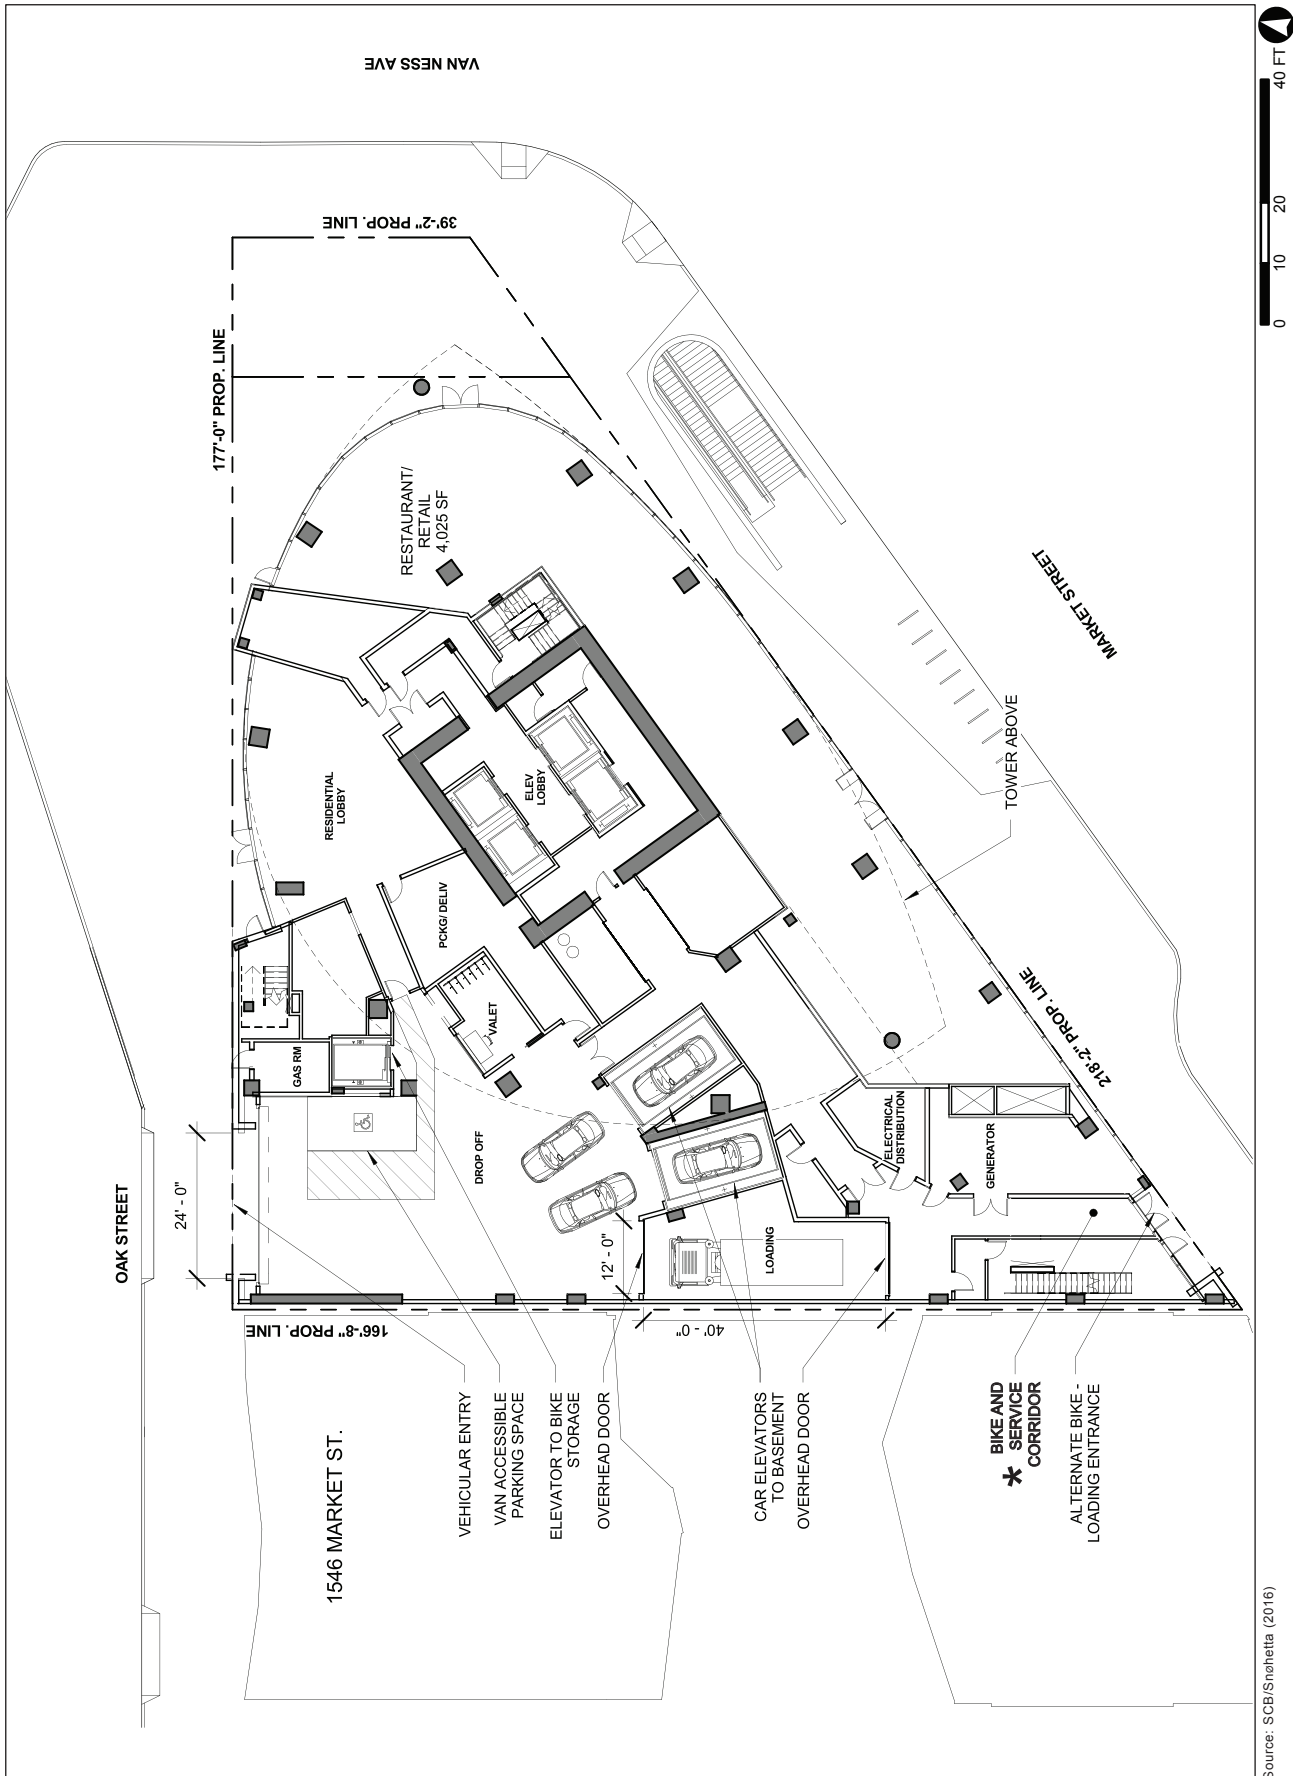 VAN NESS AVE
39'-2" PROP. LINE
177'-0" PROP. LINE
RESTAURANT/
RETAIL
4,025 SF
MARKET STREET
TOWER ABOVE
RESIDENTIAL
LOBBY
ELEV
LOBBY
PCKG/ DELIV
VALET
GAS RM
OAK STREET
24' - 0"
DROP OFF
ELECTRICAL
DISTRIBUTION
GENERATOR
218'-2" PROP. LINE
LOADING
12' - 0"
40' - 0"
166'-8" PROP. LINE
1546 MARKET ST.
VEHICULAR ENTRY
VAN ACCESSIBLE
PARKING SPACE
ELEVATOR TO BIKE
STORAGE
OVERHEAD DOOR
CAR ELEVATORS
TO BASEMENT
OVERHEAD DOOR
* BIKE AND
SERVICE
CORRIDOR
ALTERNATE BIKE -
LOADING ENTRANCE
0 10 20 40 FT
Source: SCB/Snøhetta (2016)